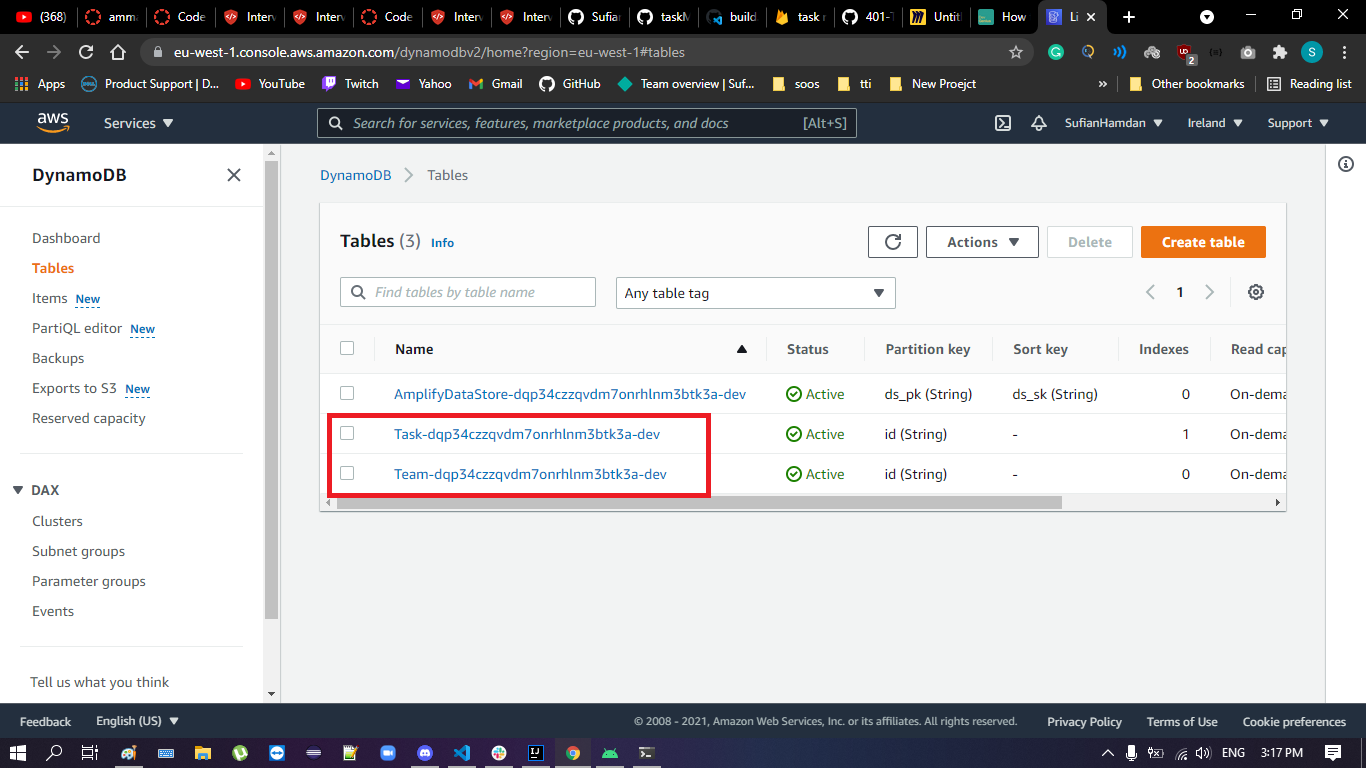 (368)
amma
Code
Interv
Interv
Code
Interv
Interv
Sufian
taskM
build
task m
401-T
Untitl
How
Li
eu-west-1.console.aws.amazon.com/dynamodbv2/home?region=eu-west-1#tables
2
S
Apps
Product Support | D...
YouTube
Twitch
Yahoo
Gmail
GitHub
Team overview | Suf...
soos
tti
New Proejct
»
Other bookmarks
Reading list
aws
Services
Search for services, features, marketplace products, and docs
[Alt+S]
SufianHamdan
Ireland
Support
DynamoDB
Dashboard
Tables
Items New
PartiQL editor New
Backups
Exports to S3 New
Reserved capacity
DAX
Clusters
Subnet groups
Parameter groups
Events
Tell us what you think
DynamoDB
Tables
Tables (3) Info
Actions
Delete
Create table
Find tables by table name
Any table tag
1
Name Status Partition key Sort key Indexes Read cap
AmplifyDataStore-dqp34czzqvdm7onrhlnm3btk3a-dev Active ds_pk (String) ds_sk (String) 0 On-dema
Task-dqp34czzqvdm7onrhlnm3btk3a-dev Active id (String) - 1 On-dema
Team-dqp34czzqvdm7onrhlnm3btk3a-dev Active id (String) - 0 On-dema
Feedback
English (US)
© 2008 - 2021, Amazon Web Services, Inc. or its affiliates. All rights reserved.
Privacy Policy
Terms of Use
Cookie preferences
ENG
3:17 PM